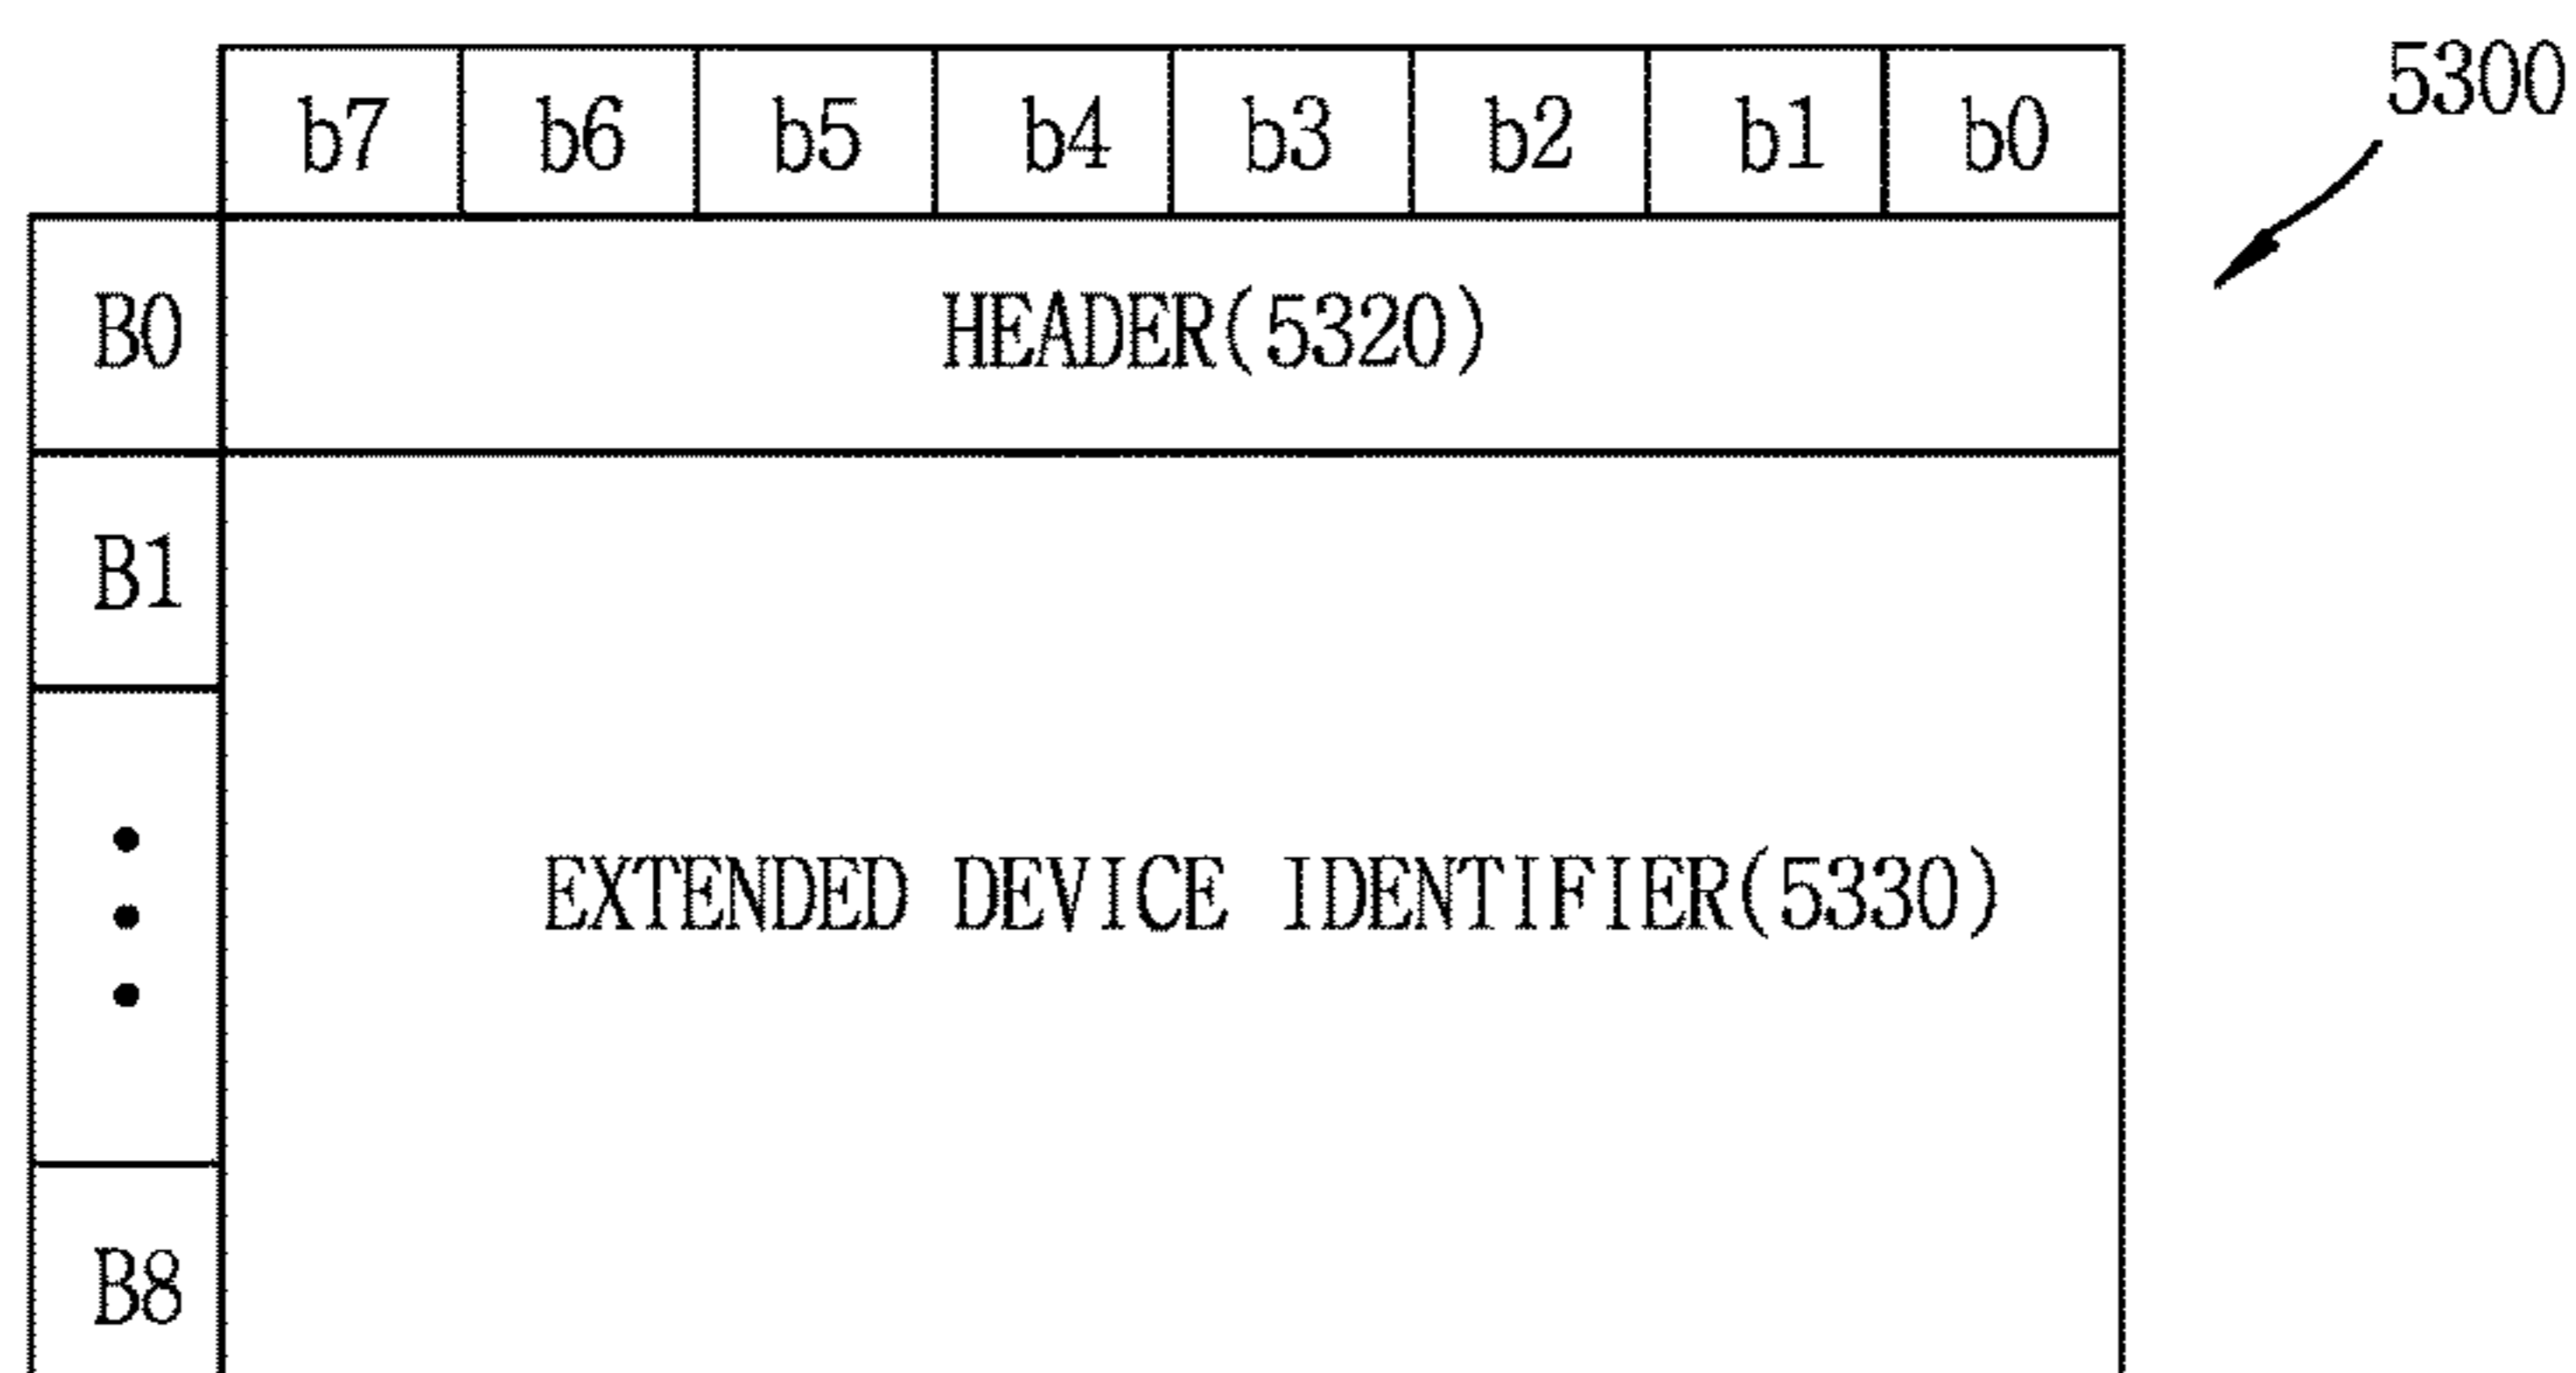 b7 b6 b5 b4 b3 b2 b1 b0
5300
B0 HEADER(5320)
B1
EXTENDED DEVICE IDENTIFIER(5330)
B8